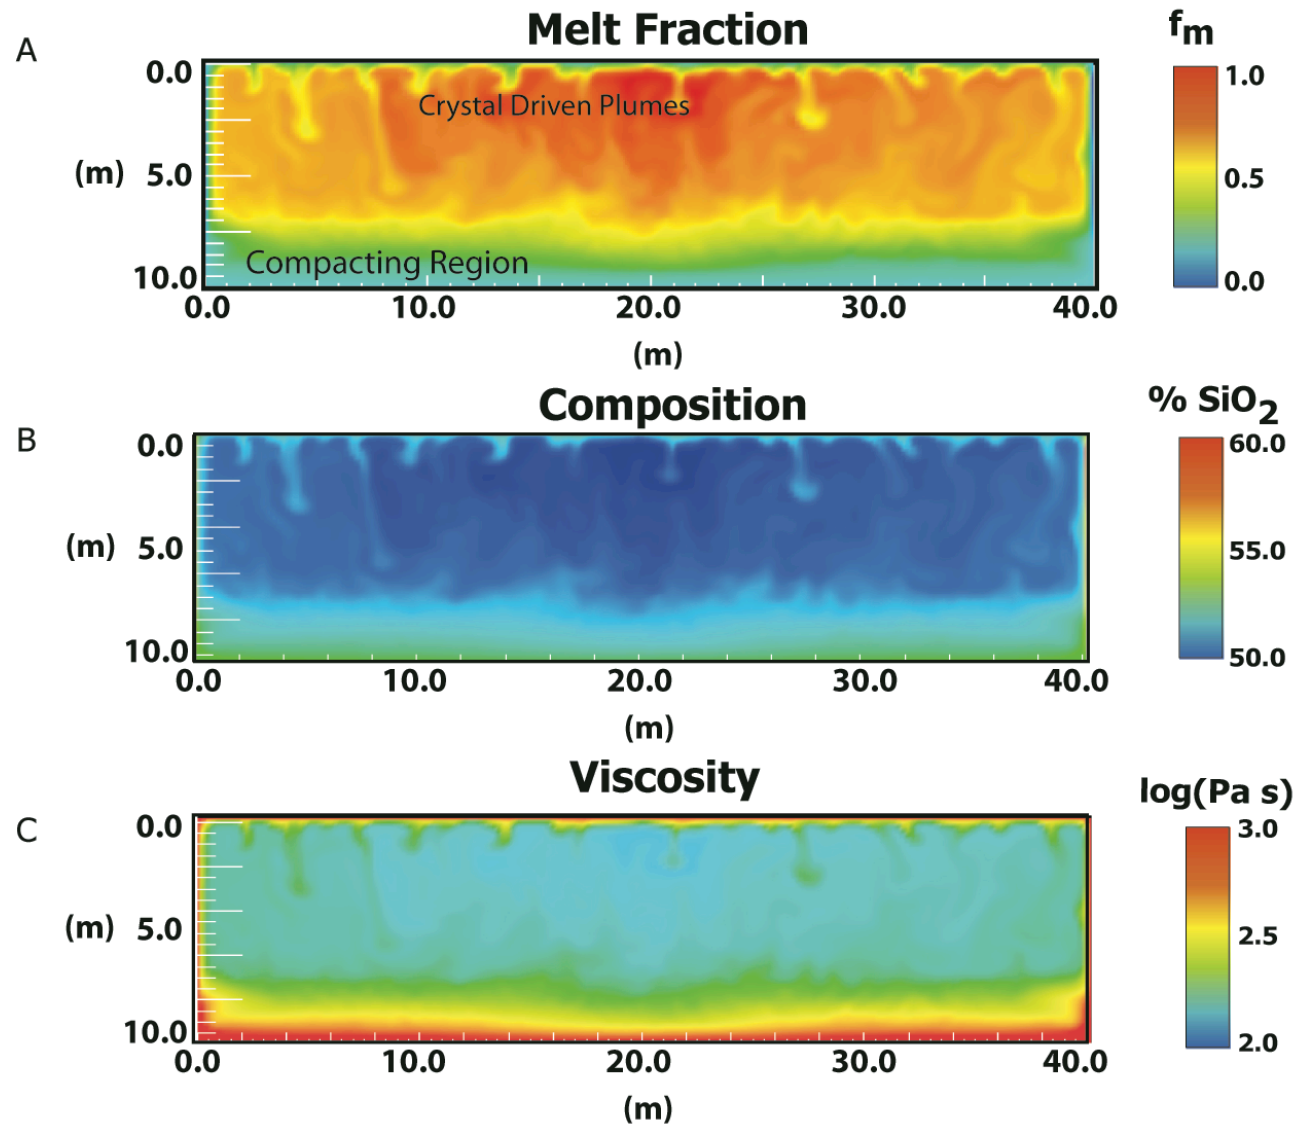 A
Melt Fraction
fm
0.0
Crystal Driven Plumes
(m)
5.0
Compacting Region
10.0
0.0 10.0 20.0 30.0 40.0
(m)
1.0
0.5
0.0
B
Composition
% SiO2
0.0
(m)
5.0
10.0
0.0 10.0 20.0 30.0 40.0
(m)
60.0
55.0
50.0
C
Viscosity
log(Pa s)
0.0
(m)
5.0
10.0
0.0 10.0 20.0 30.0 40.0
(m)
3.0
2.5
2.0